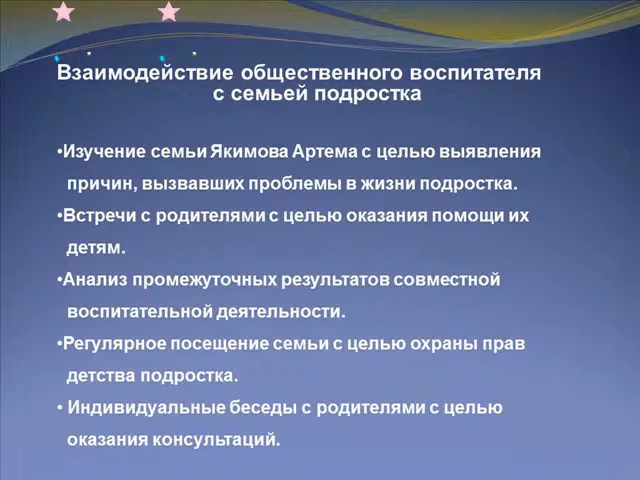 Взаимодействие общественного воспитателя
с семьей подростка
•Изучение семьи Якимова Артема с целью выявления
причин, вызвавших проблемы в жизни подростка.
•Встречи с родителями с целью оказания помощи их
детям.
•Анализ промежуточных результатов совместной
воспитательной деятельности.
•Регулярное посещение семьи с целью охраны прав
детства подростка.
• Индивидуальные беседы с родителями с целью
оказания консультаций.